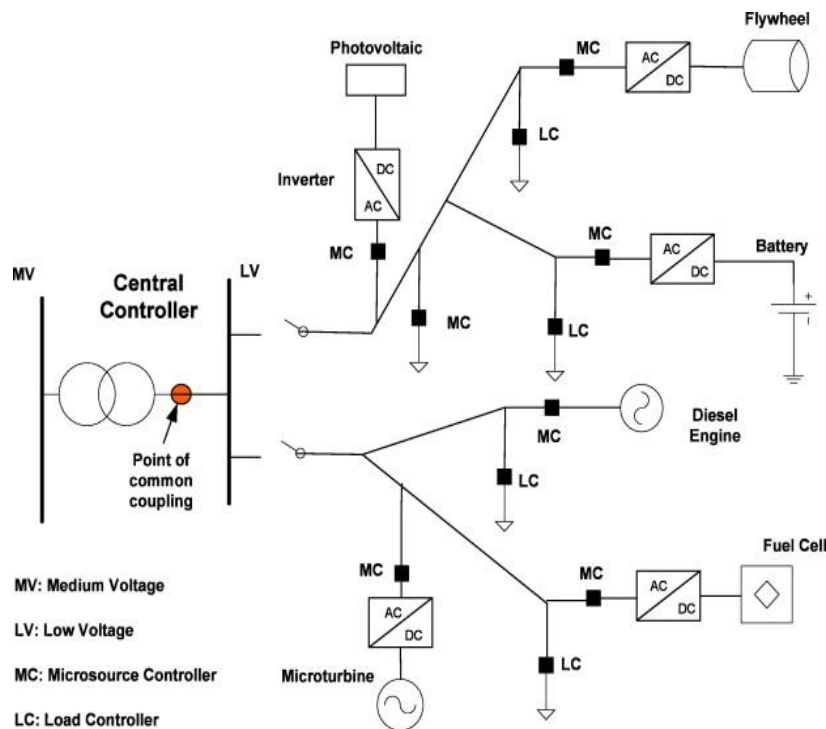 Flywheel
MC
Photovoltaic
AC
DC
LC
DC
AC
Inverter
MC
MC
AC
DC
Battery
+
-
MV
Central
Controller
LV
MC
LC
Point of
common
coupling
MC
Diesel
Engine
LC
Fuel Cell
MC
AC
DC
MC
AC
DC
LC
Microturbine
MV: Medium Voltage
LV: Low Voltage
MC: Microsource Controller
LC: Load Controller